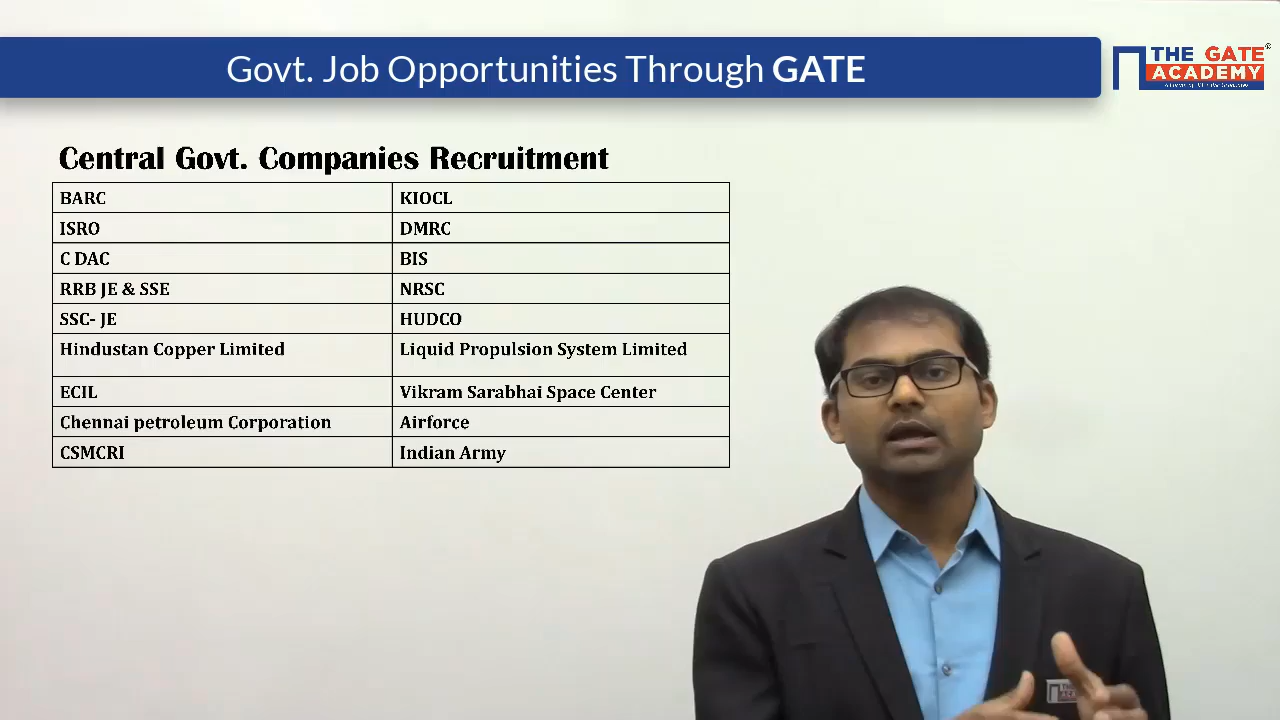 Govt. Job Opportunities Through GATE
THE GATE
ACADEMY
Central Govt. Companies Recruitment
BARC
KIOCL
ISRO
DMRC
C DAC
BIS
RRB JE & SSE
NRSC
SSC- JE
HUDCO
Hindustan Copper Limited
Liquid Propulsion System Limited
ECIL
Vikram Sarabhai Space Center
Chennai petroleum Corporation
Airforce
CSMCRI
Indian Army